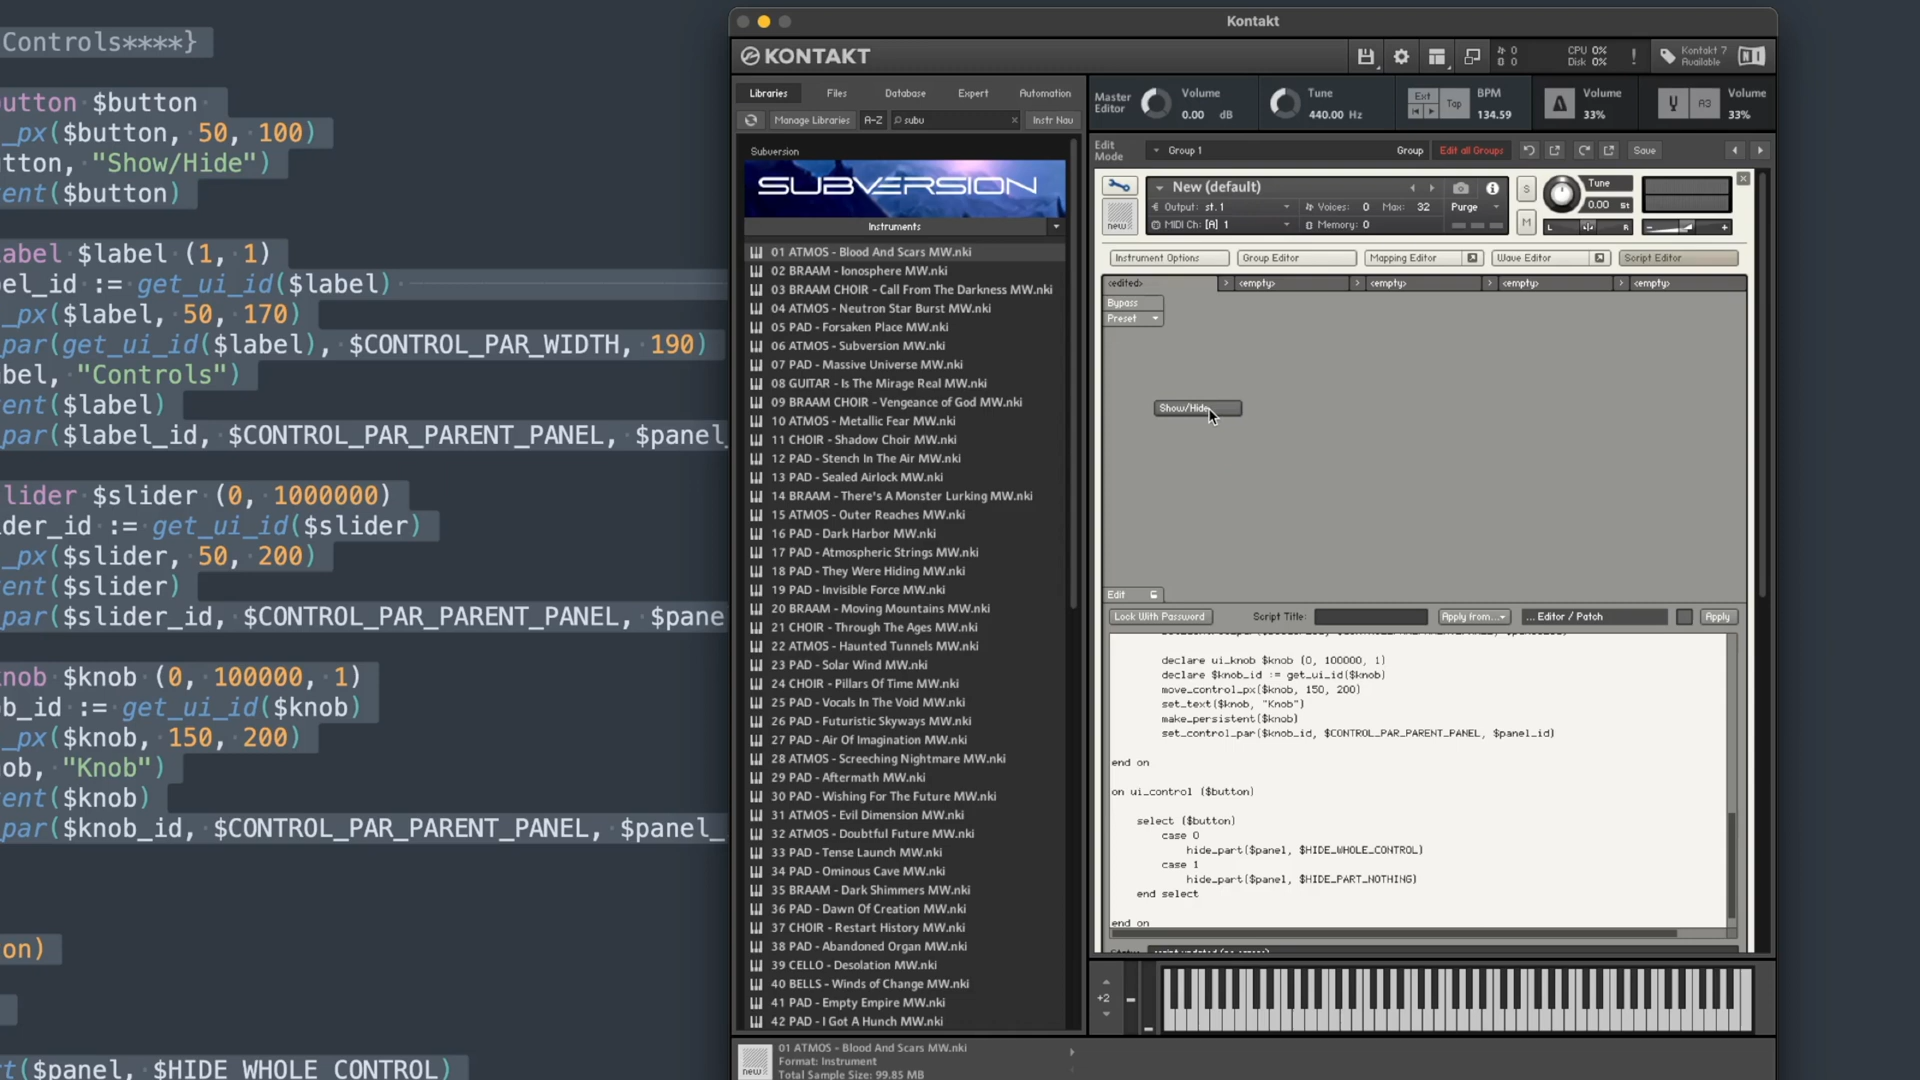 Controls****}
utton $button
_px($button, 50, 100)
utton, "Show/Hide")
ent($button)
abel $label (1, 1)
el_id := get_ui_id($label)
_px($label, 50, 170)
par(get_ui_id($label), $CONTROL_PAR_WIDTH, 190)
bel, "Controls")
ent($label)
par($label_id, $CONTROL_PAR_PARENT_PANEL, $panel_
lider $slider (0, 1000000)
der_id := get_ui_id($slider)
_px($slider, 50, 200)
ent($slider)
par($slider_id, $CONTROL_PAR_PARENT_PANEL, $pane
nob $knob (0, 100000, 1)
b_id := get_ui_id($knob)
_px($knob, 150, 200)
ob, "Knob")
ent($knob)
par($knob_id, $CONTROL_PAR_PARENT_PANEL, $panel_
on)
t($panel, $HIDE_WHOLE_CONTROL)
Kontakt
KONTAKT
0
0
CPU 0%
Disk 0%
!
Kontakt 7
Available
Libraries Files Database Expert Automation
Manage Libraries A-Z subu × Instr Nav
Master
Editor
Volume
0.00 dB
Tune
440.00 Hz
Ext
Tap
BPM
134.59
Volume
33%
A3
Volume
33%
Subversion
SUBVERSION
Instruments
01 ATMOS - Blood And Scars MW.nki
02 BRAAM - Ionosphere MW.nki
03 BRAAM CHOIR - Call From The Darkness MW.nki
04 ATMOS - Neutron Star Burst MW.nki
05 PAD - Forsaken Place MW.nki
06 ATMOS - Subversion MW.nki
07 PAD - Massive Universe MW.nki
08 GUITAR - Is The Mirage Real MW.nki
09 BRAAM CHOIR - Vengeance of God MW.nki
10 ATMOS - Metallic Fear MW.nki
11 CHOIR - Shadow Choir MW.nki
12 PAD - Stench In The Air MW.nki
13 PAD - Sealed Airlock MW.nki
14 BRAAM - There's A Monster Lurking MW.nki
15 ATMOS - Outer Reaches MW.nki
16 PAD - Dark Harbor MW.nki
17 PAD - Atmospheric Strings MW.nki
18 PAD - They Were Hiding MW.nki
19 PAD - Invisible Force MW.nki
20 BRAAM - Moving Mountains MW.nki
21 CHOIR - Through The Ages MW.nki
22 ATMOS - Haunted Tunnels MW.nki
23 PAD - Solar Wind MW.nki
24 CHOIR - Pillars Of Time MW.nki
25 PAD - Vocals In The Void MW.nki
26 PAD - Futuristic Skyways MW.nki
27 PAD - Air Of Imagination MW.nki
28 ATMOS - Screeching Nightmare MW.nki
29 PAD - Aftermath MW.nki
30 PAD - Wishing For The Future MW.nki
31 ATMOS - Evil Dimension MW.nki
32 ATMOS - Doubtful Future MW.nki
33 PAD - Tense Launch MW.nki
34 PAD - Ominous Cave MW.nki
35 BRAAM - Dark Shimmers MW.nki
36 PAD - Dawn Of Creation MW.nki
37 CHOIR - Restart History MW.nki
38 PAD - Abandoned Organ MW.nki
39 CELLO - Desolation MW.nki
40 BELLS - Winds of Change MW.nki
41 PAD - Empty Empire MW.nki
42 PAD - I Got A Hunch MW.nki
01 ATMOS - Blood And Scars MW.nki
Format: Instrument
Total Sample Size: 99.85 MB
new
Edit
Mode
Group 1
Group
Edit all Groups
Save
New (default)
Output: st. 1
Voices: 0 Max: 32
Purge
MIDI Ch: [A] 1
Memory: 0
new
S
M
Tune
0.00 st
L R
- +
Instrument Options Group Editor Mapping Editor Wave Editor Script Editor
<edited> <empty> <empty> <empty> <empty>
Bypass
Preset
Show/Hide
Edit
Lock With Password Script Title: Apply from... ... Editor / Patch Apply
declare ui_knob $knob (0, 100000, 1)
declare $knob_id := get_ui_id($knob)
move_control_px($knob, 150, 200)
set_text($knob, "Knob")
make_persistent($knob)
set_control_par($knob_id, $CONTROL_PAR_PARENT_PANEL, $panel_id)
end on
on ui_control ($button)
select ($button)
case 0
hide_part($panel, $HIDE_WHOLE_CONTROL)
case 1
hide_part($panel, $HIDE_PART_NOTHING)
end select
end on
+2